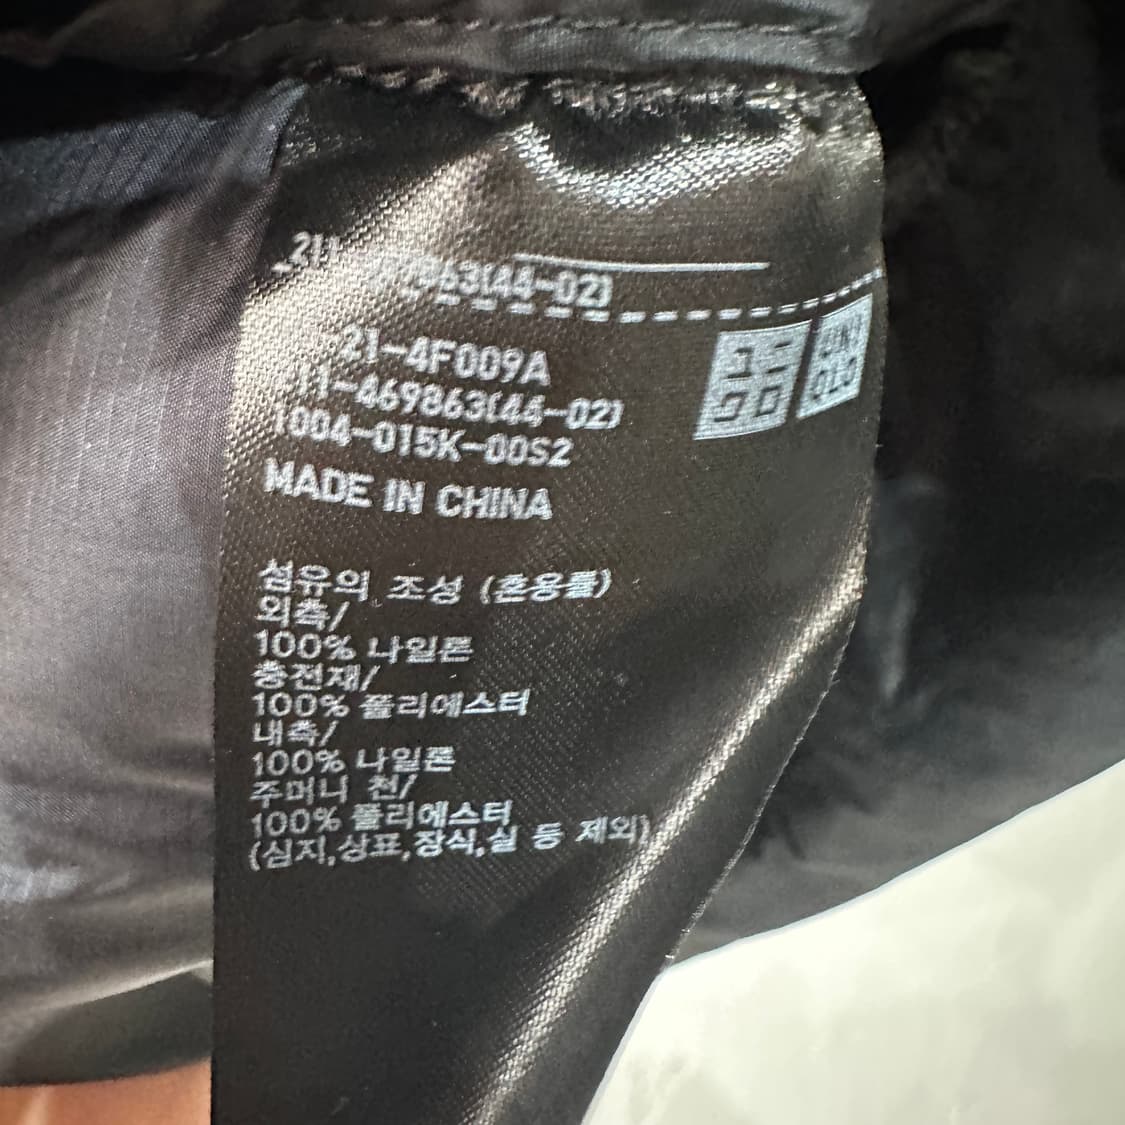 63(44-02)
21-4F009A
11-469863(44-02)
1004-015K-00S2
MADE IN CHINA
섬유의 조성 (혼용률)
외측/
100% 나일론
충전재/
100% 폴리에스터
내측/
100% 나일론
주머니 천/
100% 폴리에스터
(심지,상표,장식,실 등 제외)